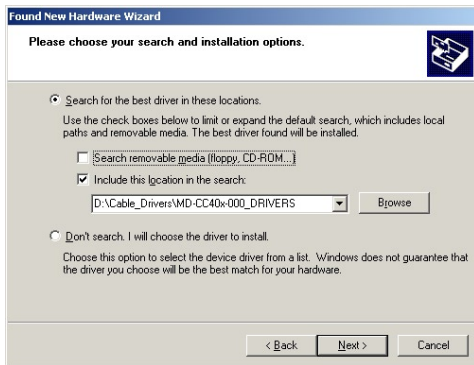 Found New Hardware Wizard
Please choose your search and installation options.
Search for the best driver in these locations.
Use the check boxes below to limit or expand the default search, which includes local
paths and removable media. The best driver found will be installed.
Search removable media (floppy, CD-ROM...)
Include this location in the search:
D:\Cable_Drivers\MD-CC40x-000_DRIVERS
Browse
Don't search. I will choose the driver to install.
Choose this option to select the device driver from a list. Windows does not guarantee that
the driver you choose will be the best match for your hardware.
< Back
Next >
Cancel